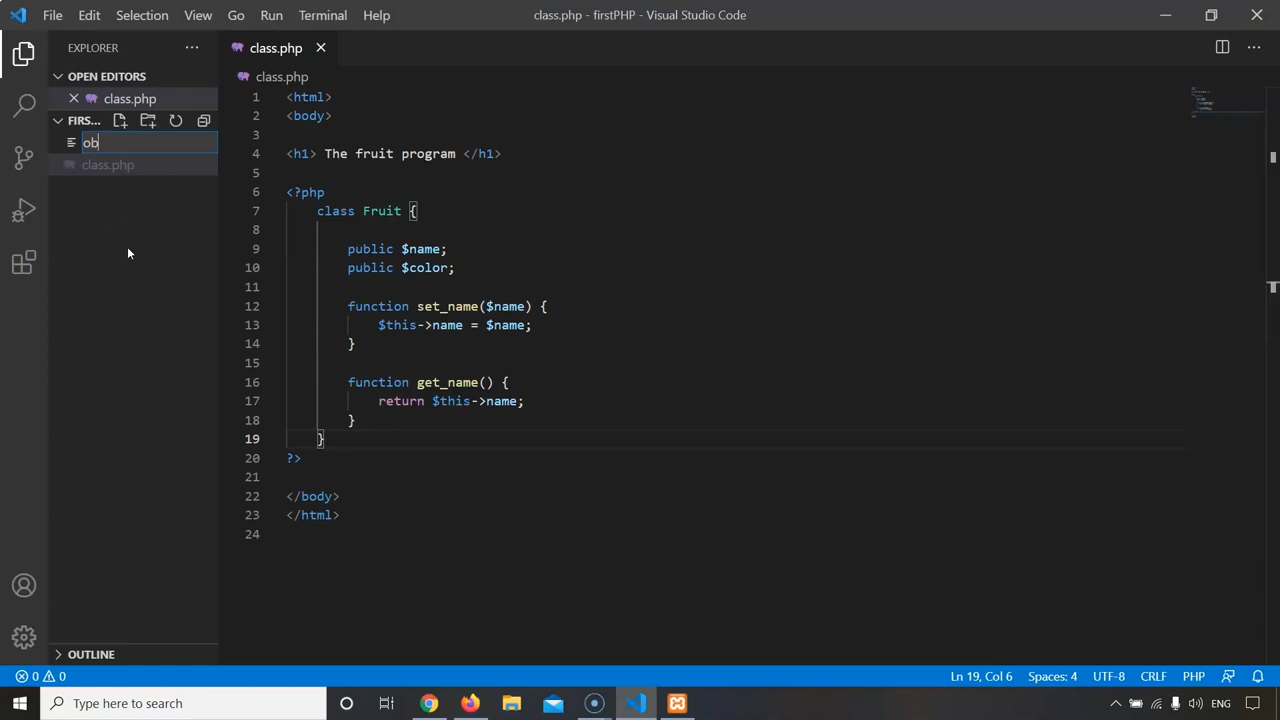 File Edit Selection View Go Run Terminal Help class.php - firstPHP - Visual Studio Code
EXPLORER
OPEN EDITORS
class.php
FIRS...
ob
class.php
class.php
class.php
1 <html>
2 <body>
3
4 <h1> The fruit program </h1>
5
6 <?php
7 class Fruit {
8
9 public $name;
10 public $color;
11
12 function set_name($name) {
13 $this->name = $name;
14 }
15
16 function get_name() {
17 return $this->name;
18 }
19 }
20 ?>
21
22 </body>
23 </html>
24
OUTLINE
0 0 Ln 19, Col 6 Spaces: 4 UTF-8 CRLF PHP
Type here to search ENG